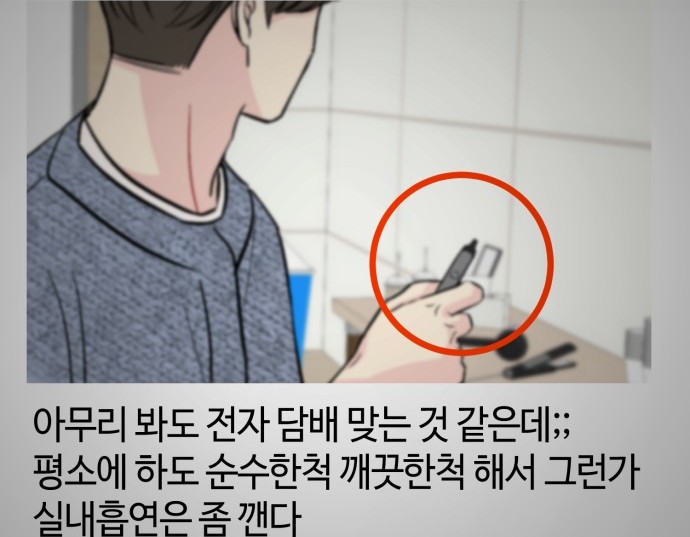 아무리 봐도 전자 담배 맞는 것 같은데;;
평소에 하도 순수한척 깨끗한척 해서 그런가
실내흡연은 좀 깬다